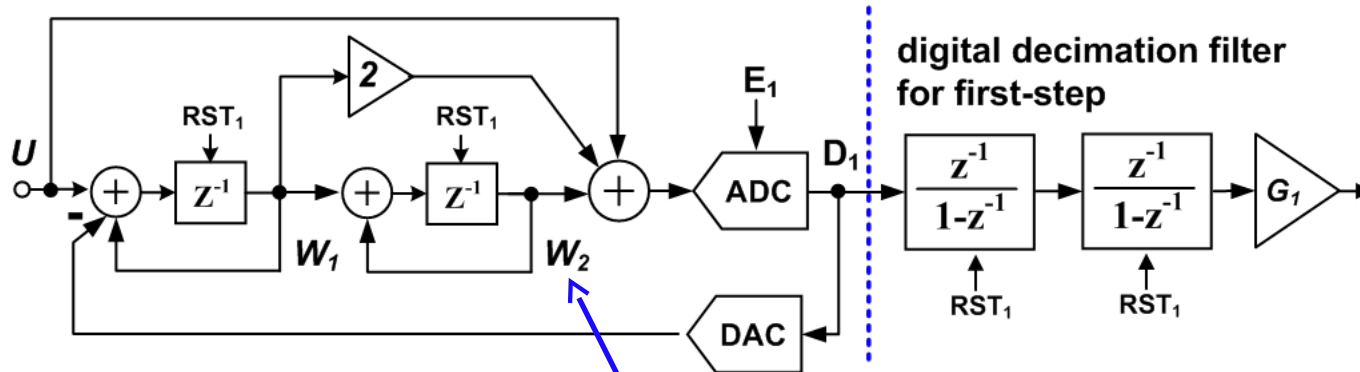 digital decimation filter
for first-step
2
E₁
RST₁
RST₁
U
D₁
+
z⁻¹
+
z⁻¹
+
ADC
z⁻¹
1-z⁻¹
z⁻¹
1-z⁻¹
G₁
-
W₁
W₂
RST₁
RST₁
DAC